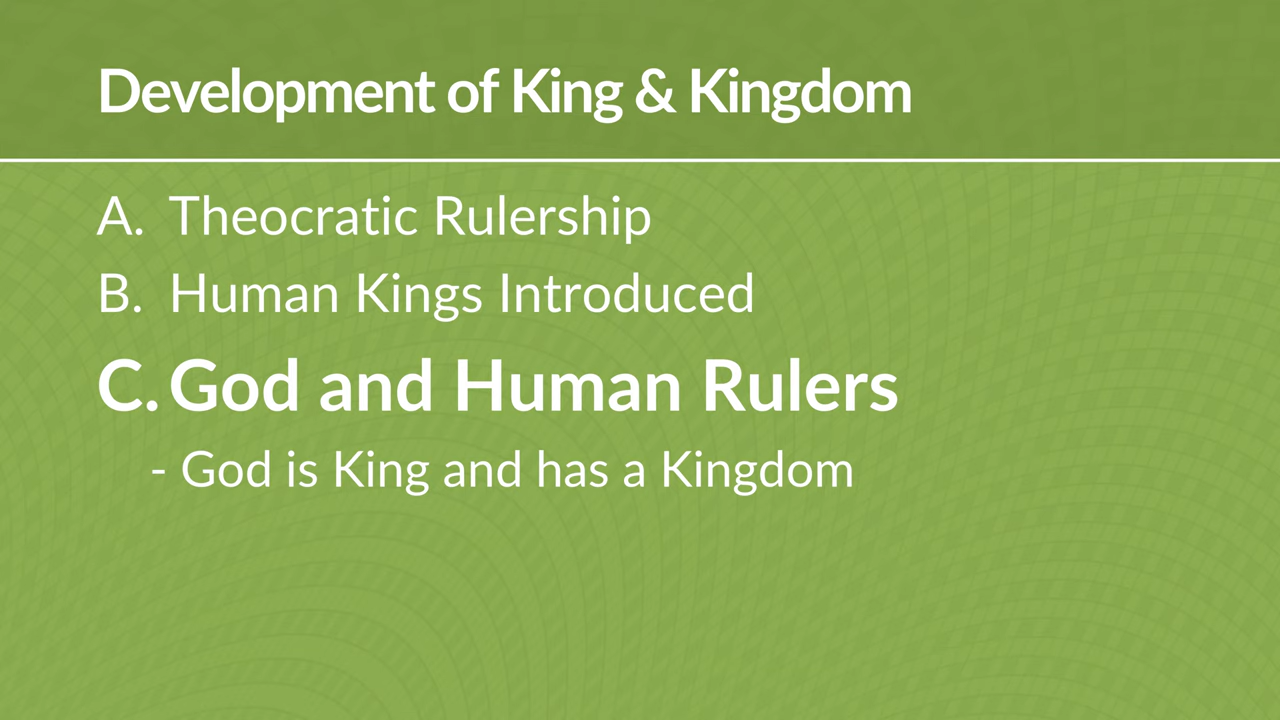 Development of King & Kingdom
A. Theocratic Rulership
B. Human Kings Introduced
C. God and Human Rulers
- God is King and has a Kingdom